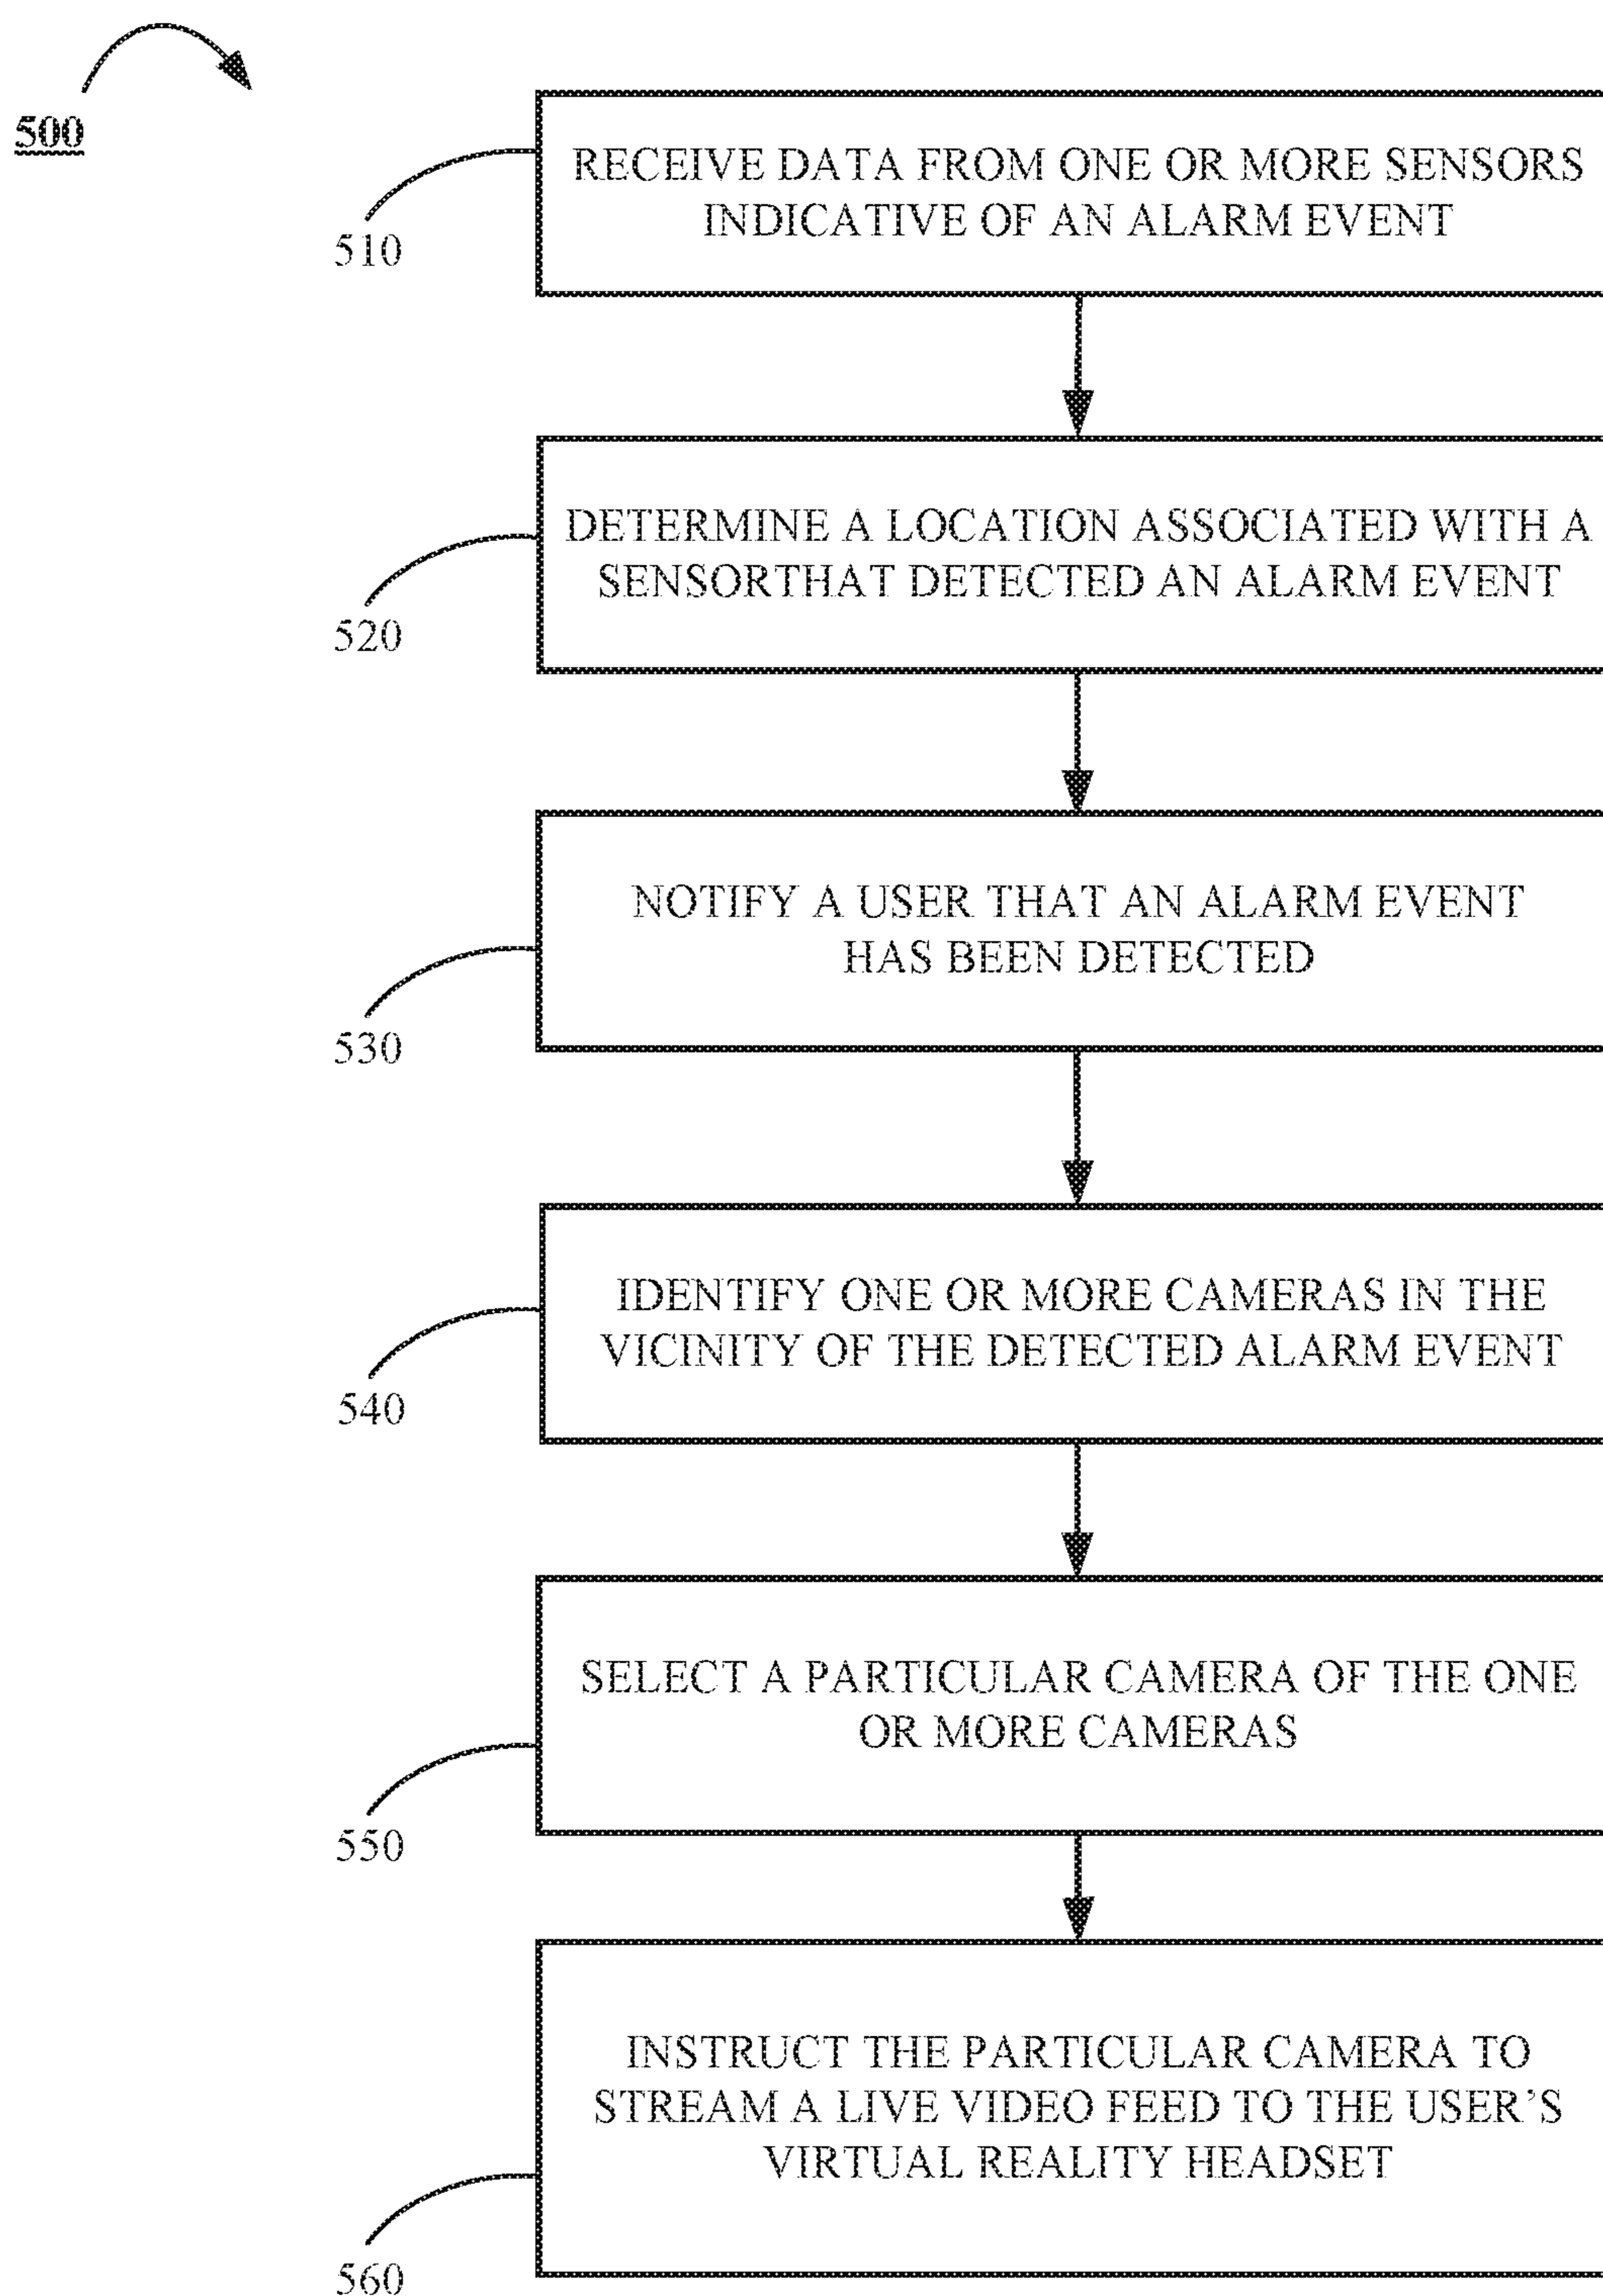 500
RECEIVE DATA FROM ONE OR MORE SENSORS
INDICATIVE OF AN ALARM EVENT
510
DETERMINE A LOCATION ASSOCIATED WITH A
SENSORTHAT DETECTED AN ALARM EVENT
520
NOTIFY A USER THAT AN ALARM EVENT
HAS BEEN DETECTED
530
IDENTIFY ONE OR MORE CAMERAS IN THE
VICINITY OF THE DETECTED ALARM EVENT
540
SELECT A PARTICULAR CAMERA OF THE ONE
OR MORE CAMERAS
550
INSTRUCT THE PARTICULAR CAMERA TO
STREAM A LIVE VIDEO FEED TO THE USER’S
VIRTUAL REALITY HEADSET
560